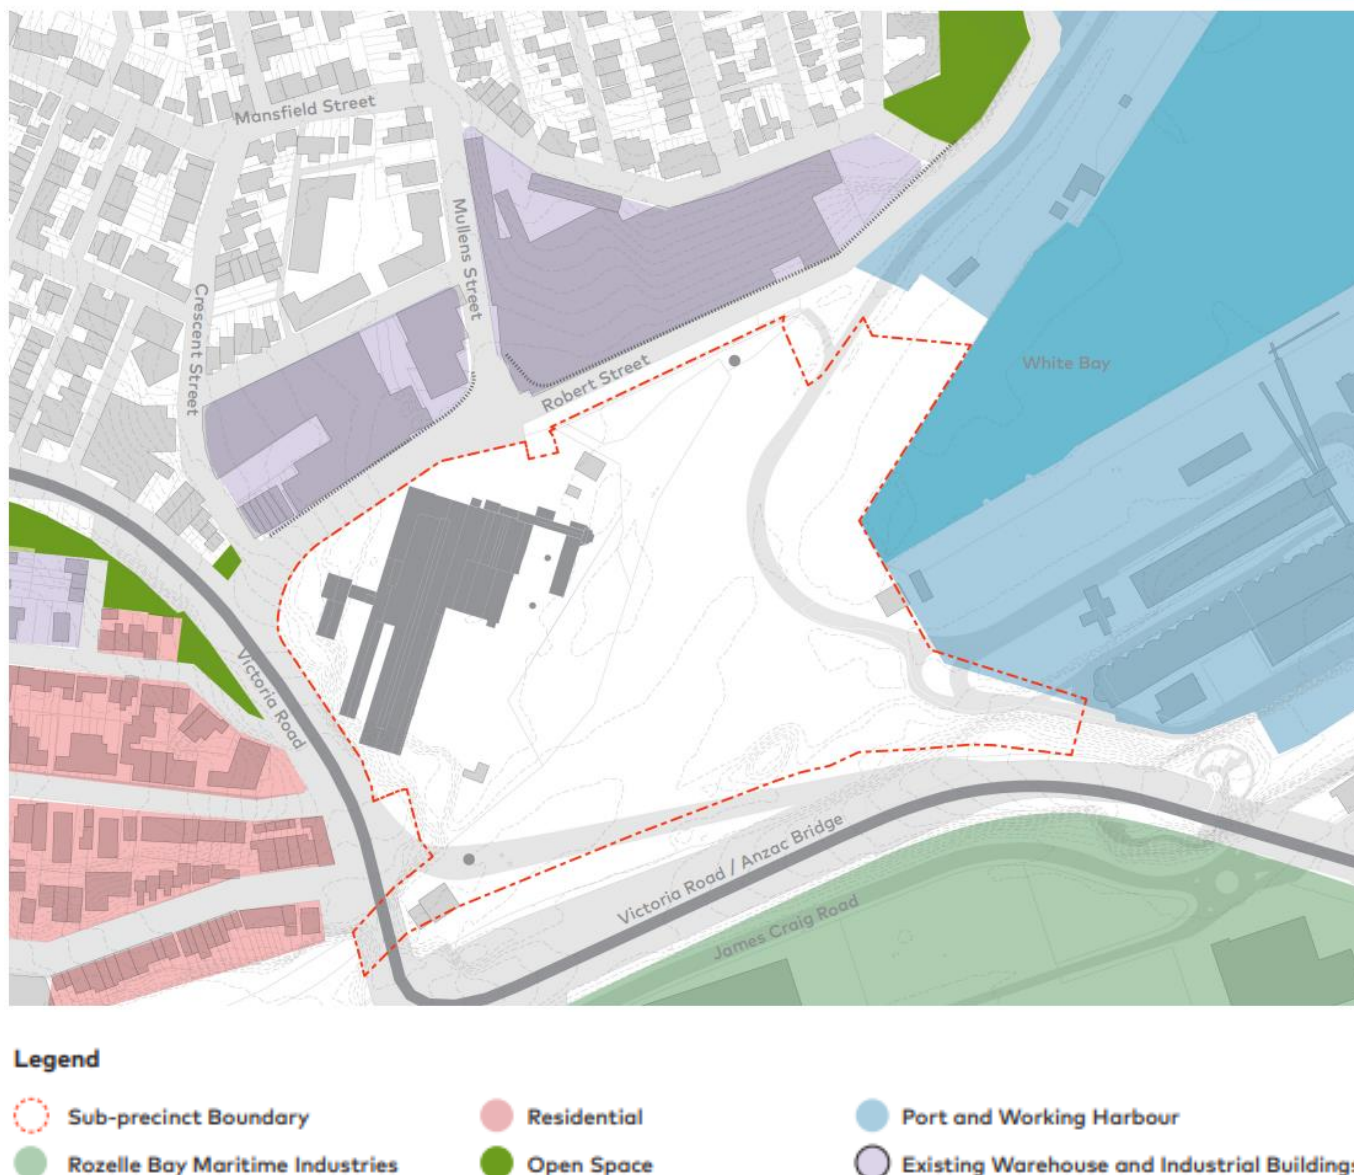 Mansfield Street
Mullens Street
Crescent Street
Robert Street
White Bay
Victoria Road
Victoria Road / Anzac Bridge
James Craig Road
Legend
Sub-precinct Boundary
Residential
Port and Working Harbour
Rozelle Bay Maritime Industries
Open Space
Existing Warehouse and Industrial Buildings